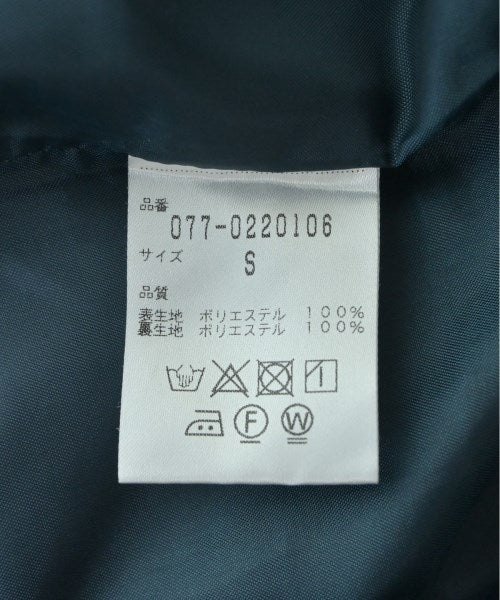 品番
077-0220106
サイズ
S
品質
表生地 ポリエステル 100%
裏生地 ポリエステル 100%
F W